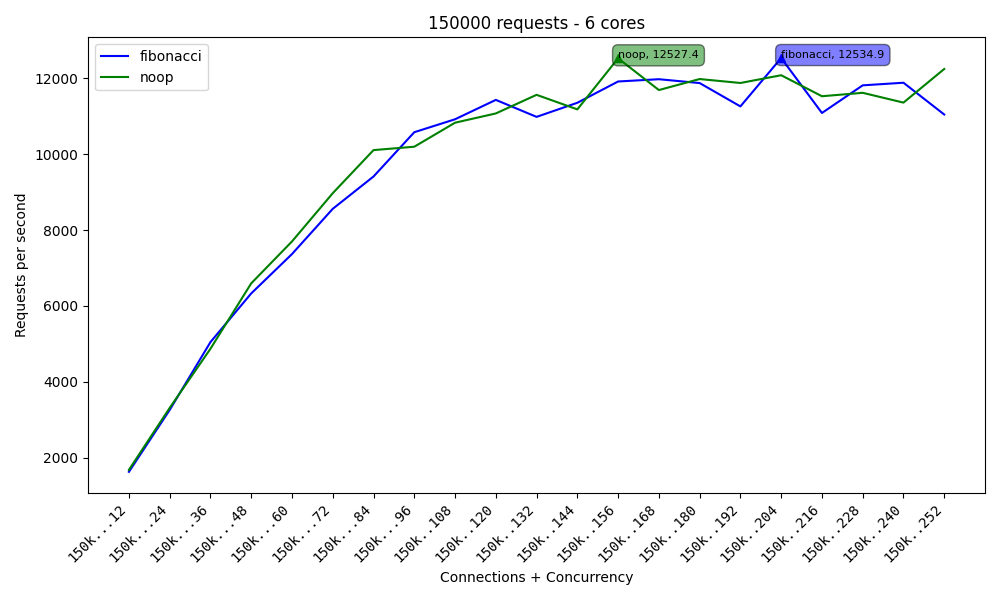 150000 requests - 6 cores
fibonacci
noop
noop, 12527.4
fibonacci, 12534.9
12000
10000
8000
6000
4000
2000
Requests per second
150k...12
150k...24
150k...36
150k...48
150k...60
150k...72
150k...84
150k...96
150k...108
150k...120
150k...132
150k...144
150k...156
150k...168
150k...180
150k...192
150k...204
150k...216
150k...228
150k...240
150k...252
Connections + Concurrency